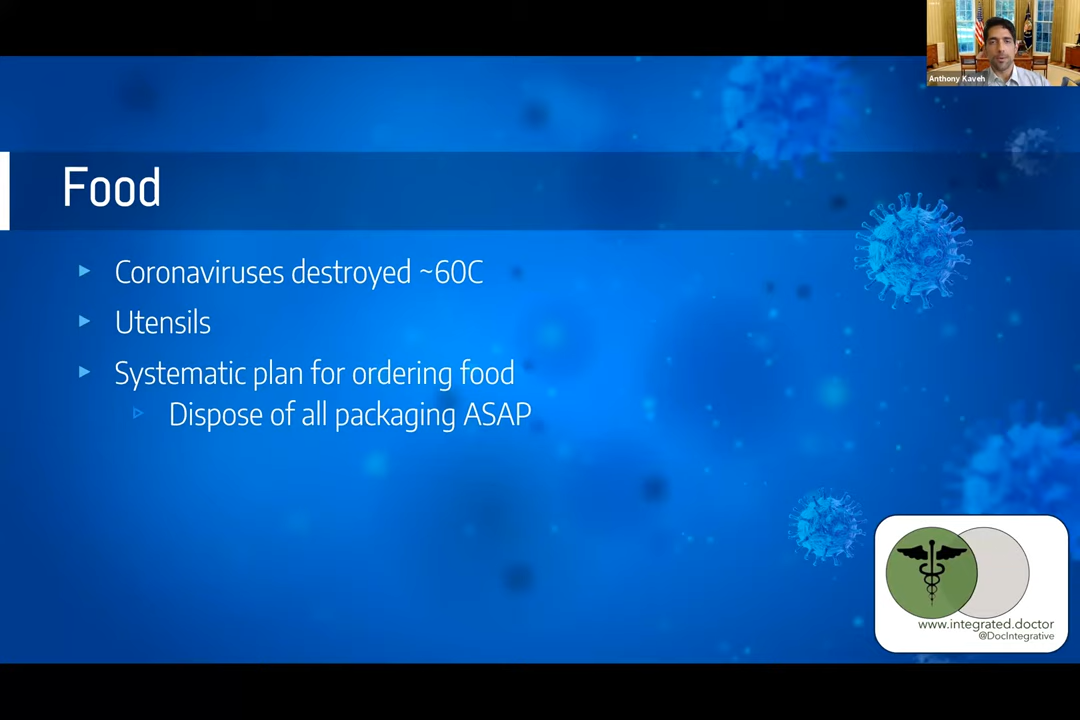 Anthony Kaveh
Food
Coronaviruses destroyed ~60C
Utensils
Systematic plan for ordering food
Dispose of all packaging ASAP
www.integrated.doctor
@DocIntegrative